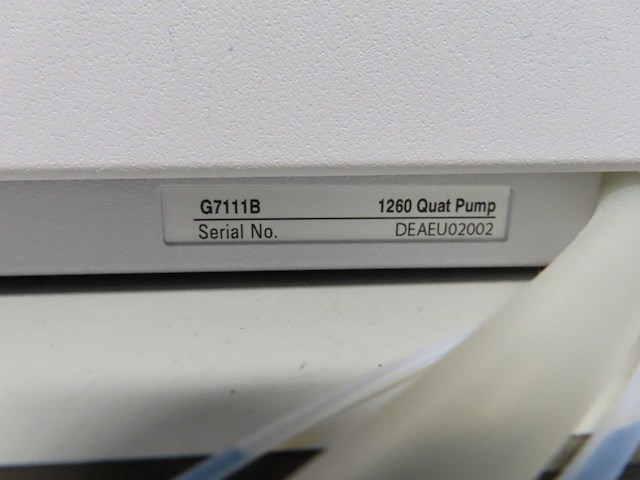 G7111B 1260 Quat Pump
Serial No. DEAEU02002